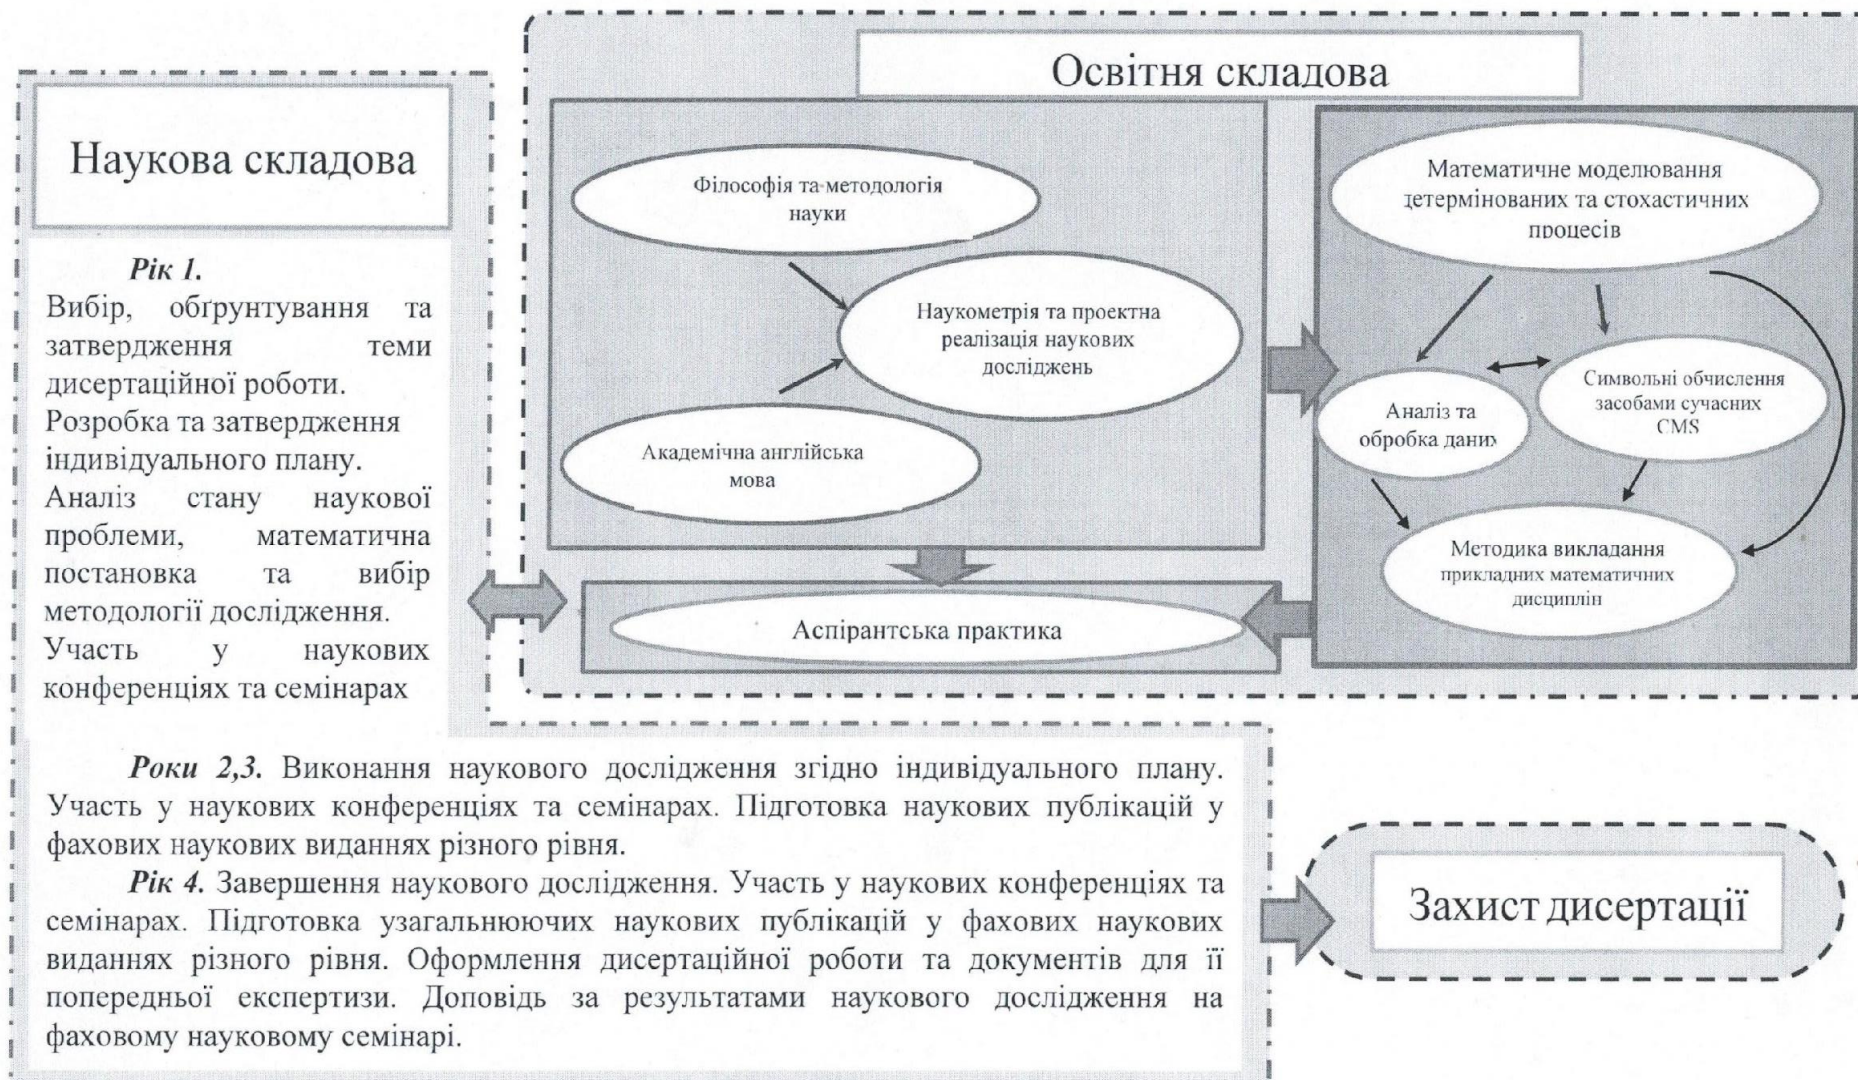 Наукова складова
Рік 1.
Вибір, обґрунтування та
затвердження теми
дисертаційної роботи.
Розробка та затвердження
індивідуального плану.
Аналіз стану наукової
проблеми, математична
постановка та вибір
методології дослідження.
Участь у наукових
конференціях та семінарах
Роки 2,3. Виконання наукового дослідження згідно індивідуального плану.
Участь у наукових конференціях та семінарах. Підготовка наукових публікацій у
фахових наукових виданнях різного рівня.
Рік 4. Завершення наукового дослідження. Участь у наукових конференціях та
семінарах. Підготовка узагальнюючих наукових публікацій у фахових наукових
виданнях різного рівня. Оформлення дисертаційної роботи та документів для її
попередньої експертизи. Доповідь за результатами наукового дослідження на
фаховому науковому семінарі.
Освітня складова
Філософія та методологія
науки
Наукометрія та проектна
реалізація наукових
досліджень
Академічна англійська
мова
Математичне моделювання
детермінованих та стохастичних
процесів
Аналіз та
обробка даних
Символьні обчислення
засобами сучасних
CMS
Методика викладання
прикладних математичних
дисциплін
Аспірантська практика
Захист дисертації